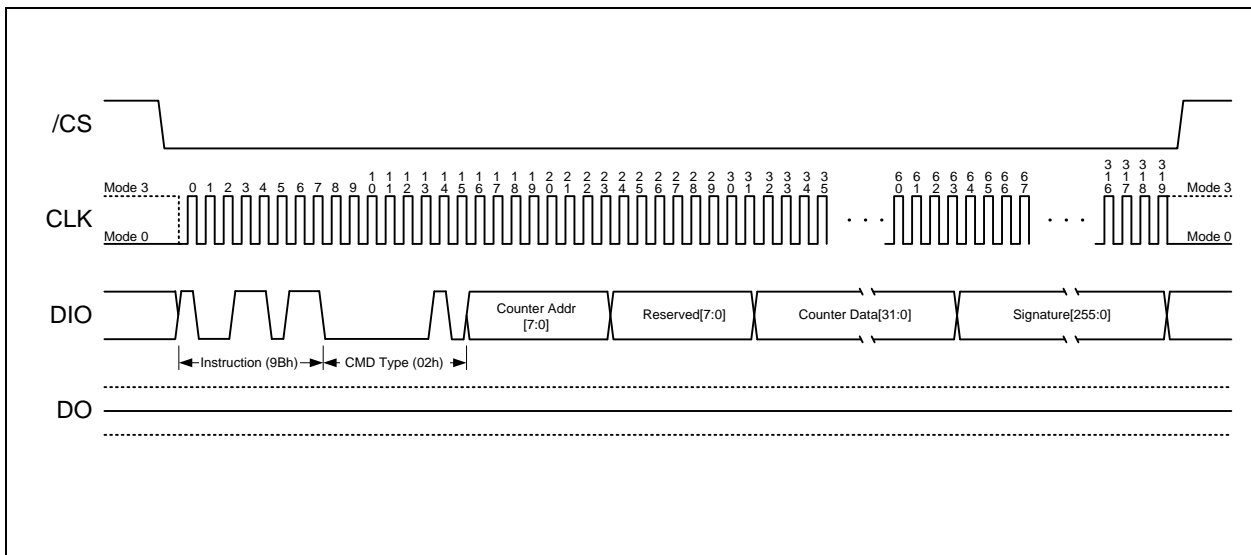 /CS
Mode 3
0 1 2 3 4 5 6 7 8 9 10 11 12 13 14 15 16 17 18 19 20 21 22 23 24 25 26 27 28 29 30 31 32 33 34 35 60 61 62 63 64 65 66 67 316 317 318 319
Mode 3
CLK
Mode 0
. . .
. . .
Mode 0
DIO
Counter Addr
[7:0]
Reserved[7:0]
Counter Data[31:0]
Signature[255:0]
Instruction (9Bh)
CMD Type (02h)
DO